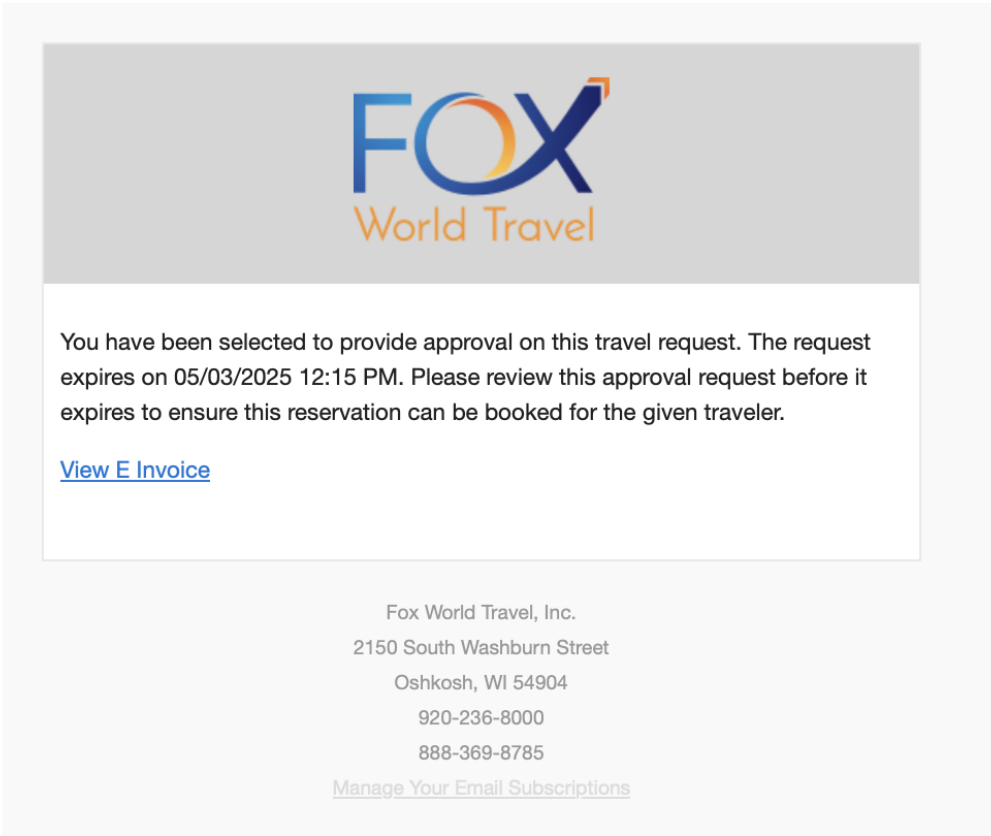 FOX
World Travel
You have been selected to provide approval on this travel request. The request
expires on 05/03/2025 12:15 PM. Please review this approval request before it
expires to ensure this reservation can be booked for the given traveler.
View E Invoice
Fox World Travel, Inc.
2150 South Washburn Street
Oshkosh, WI 54904
920-236-8000
888-369-8785
Manage Your Email Subscriptions